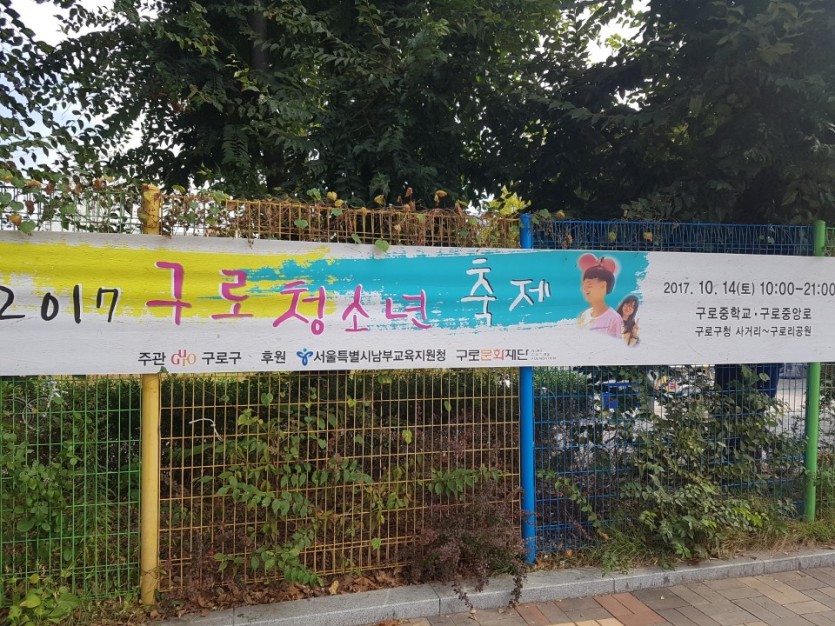 2017 구로 청소년 축제
주관 GYO 구로구 후원 서울특별시남부교육지원청 구로문화재단
2017. 10. 14(토) 10:00~21:00
구로중학교·구로중앙로
구로구청 사거리~구로리공원